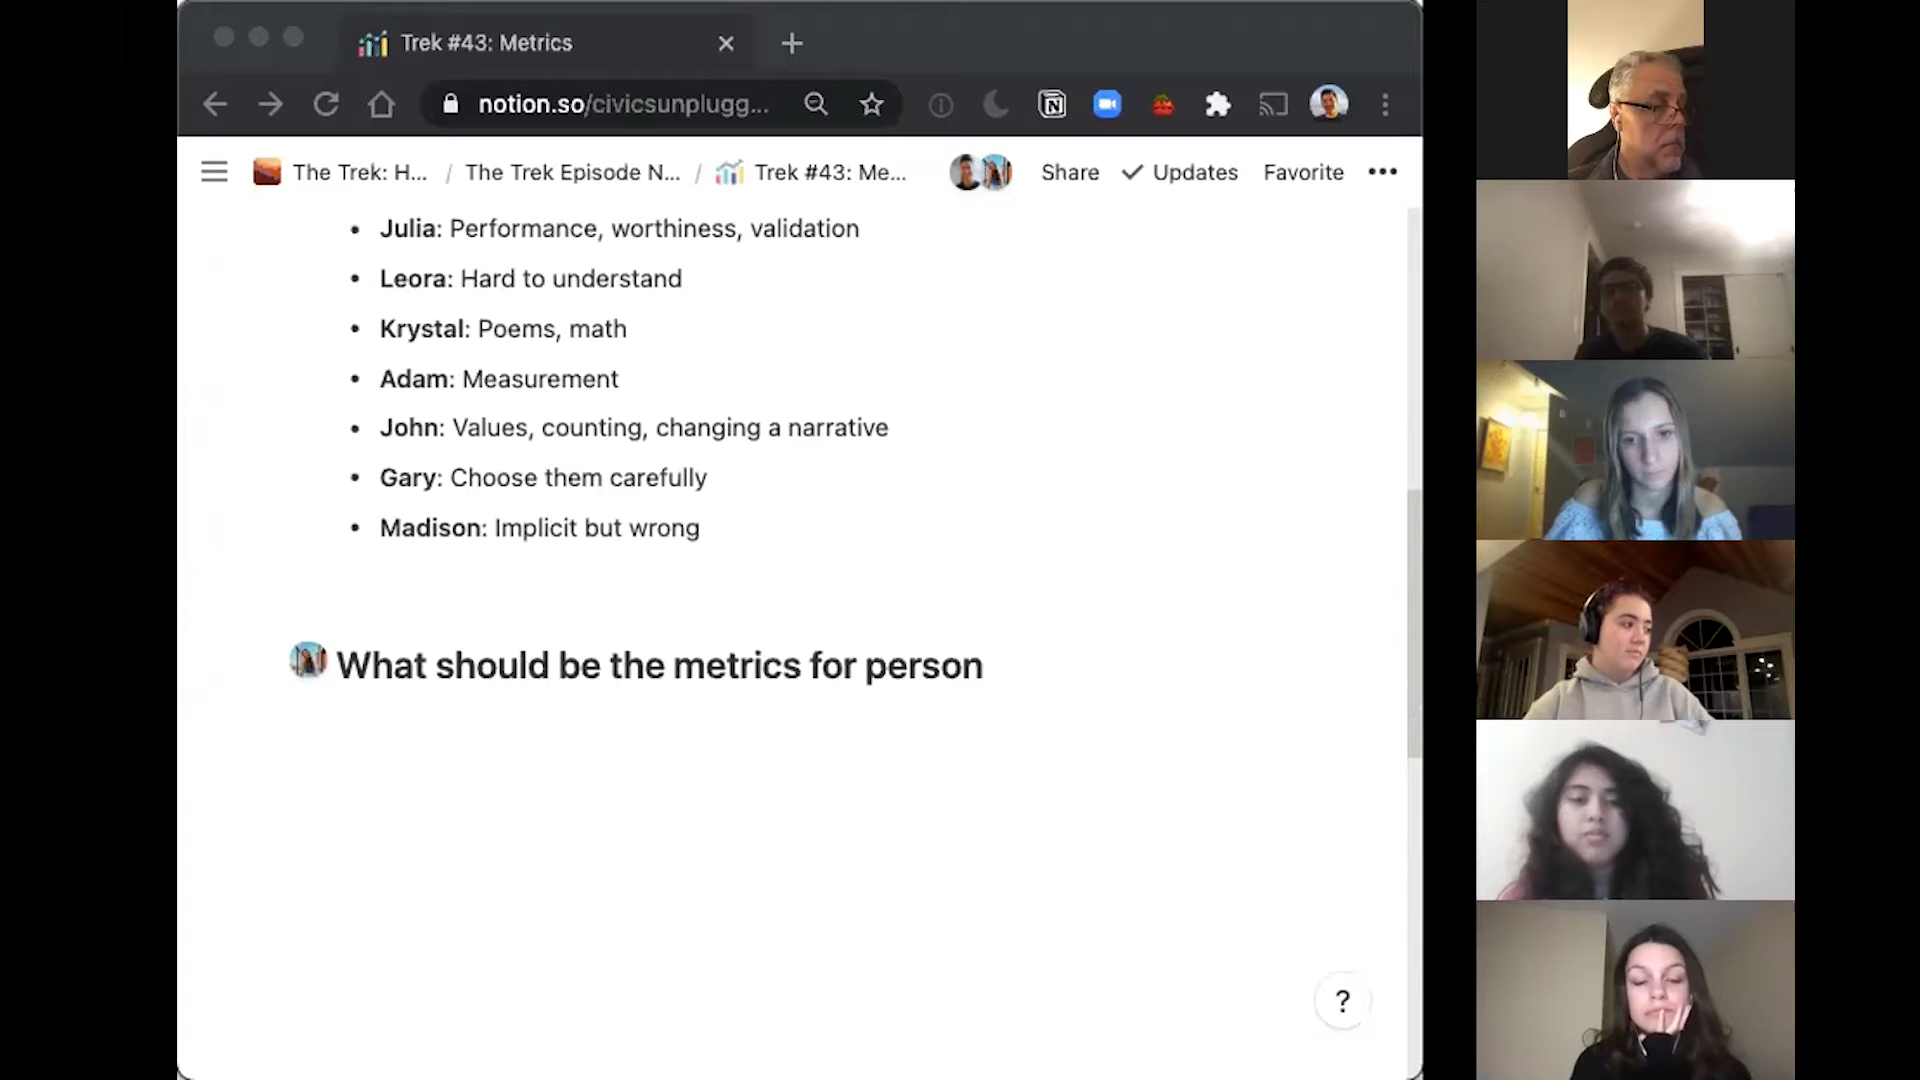 Trek #43: Metrics
notion.so/civicsunplugg...
The Trek: H... / The Trek Episode N... / Trek #43: Me... Share Updates Favorite
• Julia: Performance, worthiness, validation
• Leora: Hard to understand
• Krystal: Poems, math
• Adam: Measurement
• John: Values, counting, changing a narrative
• Gary: Choose them carefully
• Madison: Implicit but wrong
What should be the metrics for person
?